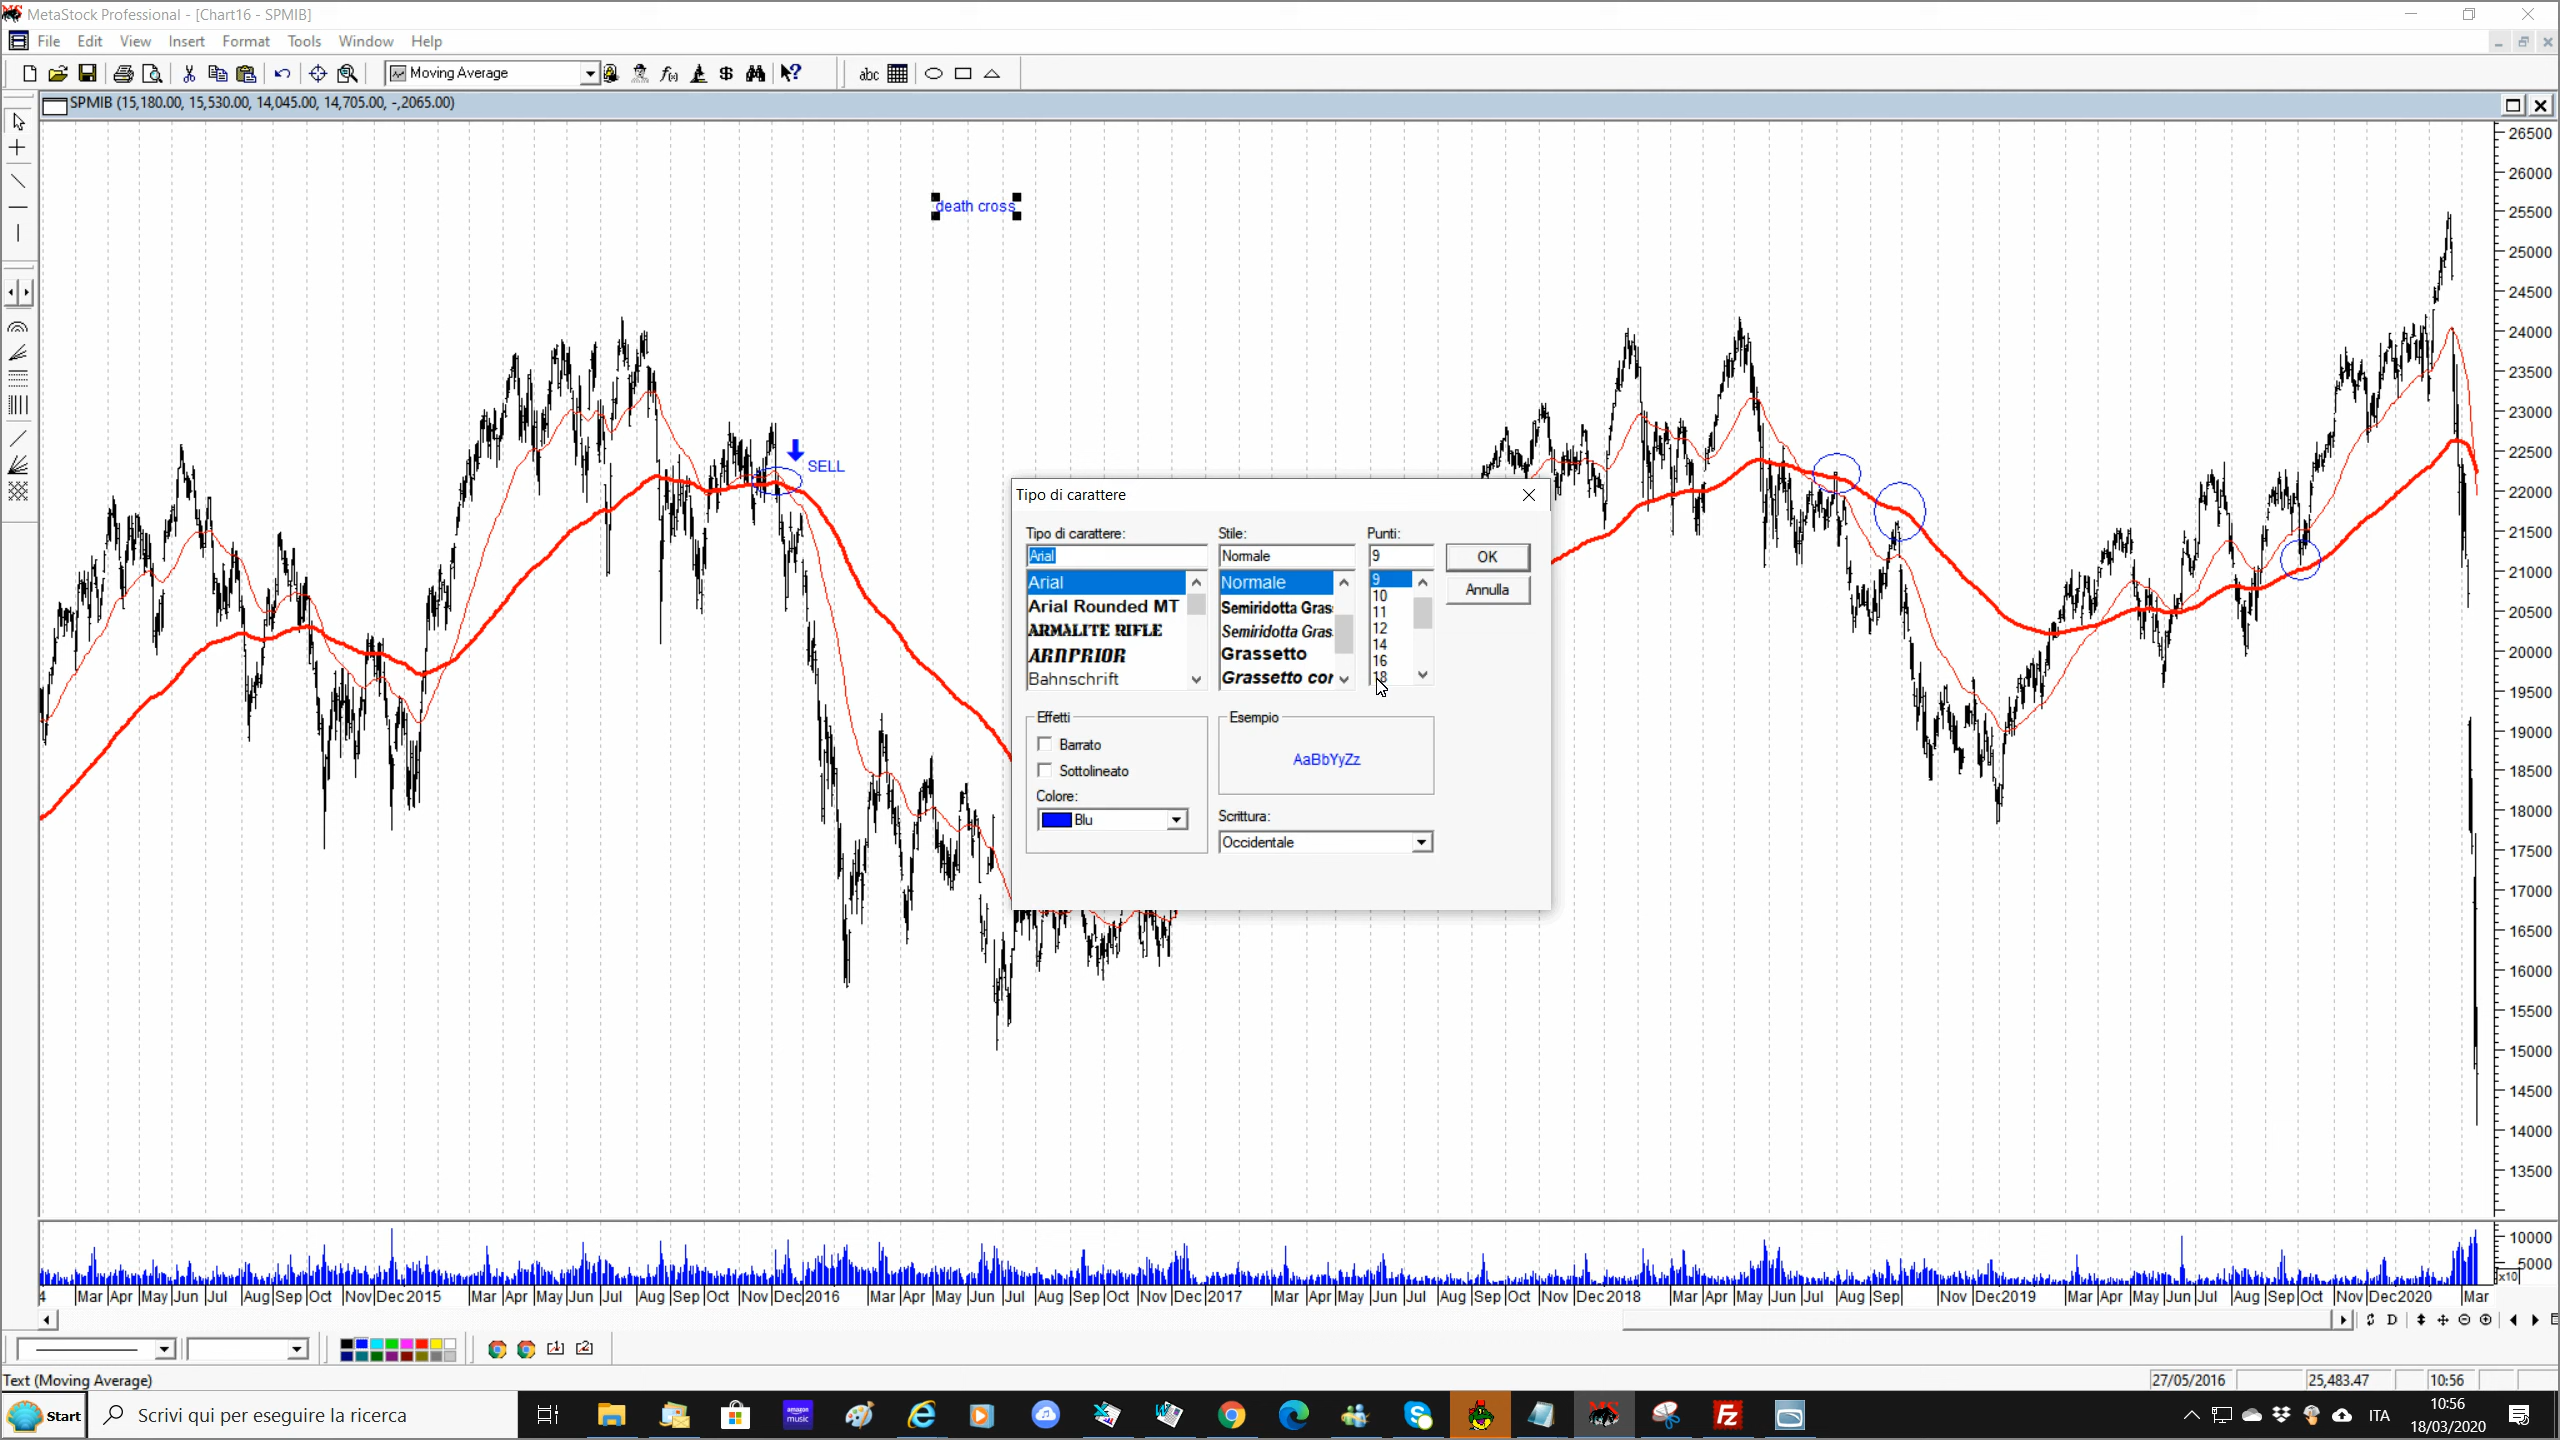 MetaStock Professional - [Chart16 - SPMIB]
File Edit View Insert Format Tools Window Help
Moving Average
abc
SPMIB (15,180.00, 15,530.00, 14,045.00, 14,705.00, -,2065.00)
death cross
SELL
26500
26000
25500
25000
24500
24000
23500
23000
22500
22000
21500
21000
20500
20000
19500
19000
18500
18000
17500
17000
16500
16000
15500
15000
14500
14000
13500
Tipo di carattere
Tipo di carattere: Stile: Punti:
Arial Normale 9 OK
Arial Normale 9
Annulla
10
Arial Rounded MT Semiridotta Gras 11
ARMALITE RIFLE Semiridotta Gras 12
14
ARNPRIOR Grassetto 16
Bahnschrift Grassetto cor 18
Effetti Esempio
Barrato
AaBbYyZz
Sottolineato
Colore: Scrittura:
Blu
Occidentale
10000
5000
x10
4 Mar Apr May Jun Jul Aug Sep Oct Nov Dec 2015 Mar Apr May Jun Jul Aug Sep Oct Nov Dec 2016 Mar Apr May Jun Jul Aug Sep Oct Nov Dec 2017 Mar Apr May Jun Jul Aug Sep Oct Nov Dec 2018 Mar Apr May Jun Jul Aug Sep Nov Dec 2019 Mar Apr May Jun Jul Aug Sep Oct Nov Dec 2020 Mar
D
Text (Moving Average) 27/05/2016 25,483.47 10:56
Start Scrivi qui per eseguire la ricerca
amazon music
MS
Fz
ITA
10:56
18/03/2020